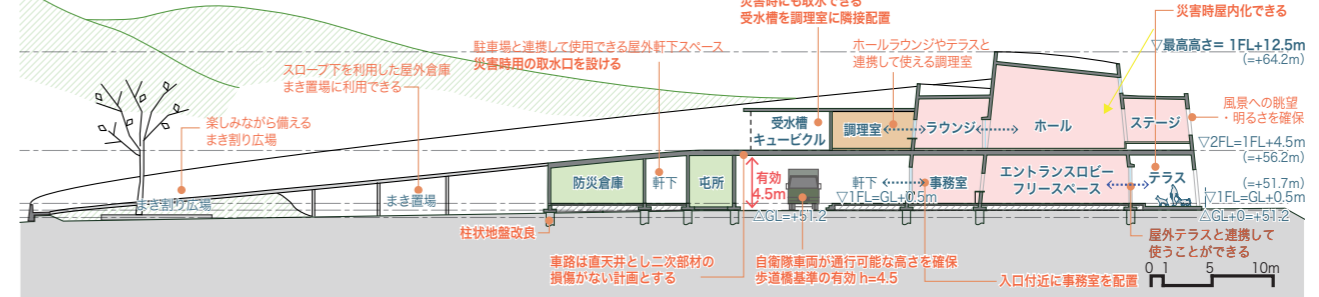 災害時にも取水できる
受水槽を調理室に隣接配置
災害時屋内化できる
駐車場と連携して使用できる屋外軒下スペース
災害時用の取水口を設ける
ホールラウンジやテラスと
連携して使える調理室
▽最高高さ= 1FL+12.5m
(=+64.2m)
スロープ下を利用した屋外倉庫
まき置場に利用できる
楽しみながら備える
まき割り広場
風景への眺望
・明るさを確保
受水槽
キュービクル
調理室
ラウンジ
ホール
ステージ
▽2FL=1FL+4.5m
(=+56.2m)
防災倉庫
軒下
屯所
有効
4.5m
軒下
事務室
エントランスロビー
フリースペース
テラス
(=+51.7m)
▽1FL=GL+0.5m
▽1FL=GL+0.5m
まき割り広場
まき置場
△GL=+51.2
△GL+0=+51.2
柱状地盤改良
車路は直天井とし二次部材の
損傷がない計画とする
自衛隊車両が通行可能な高さを確保
歩道橋基準の有効 h=4.5
入口付近に事務室を配置
屋外テラスと連携して
使うことができる
0 1 5 10m